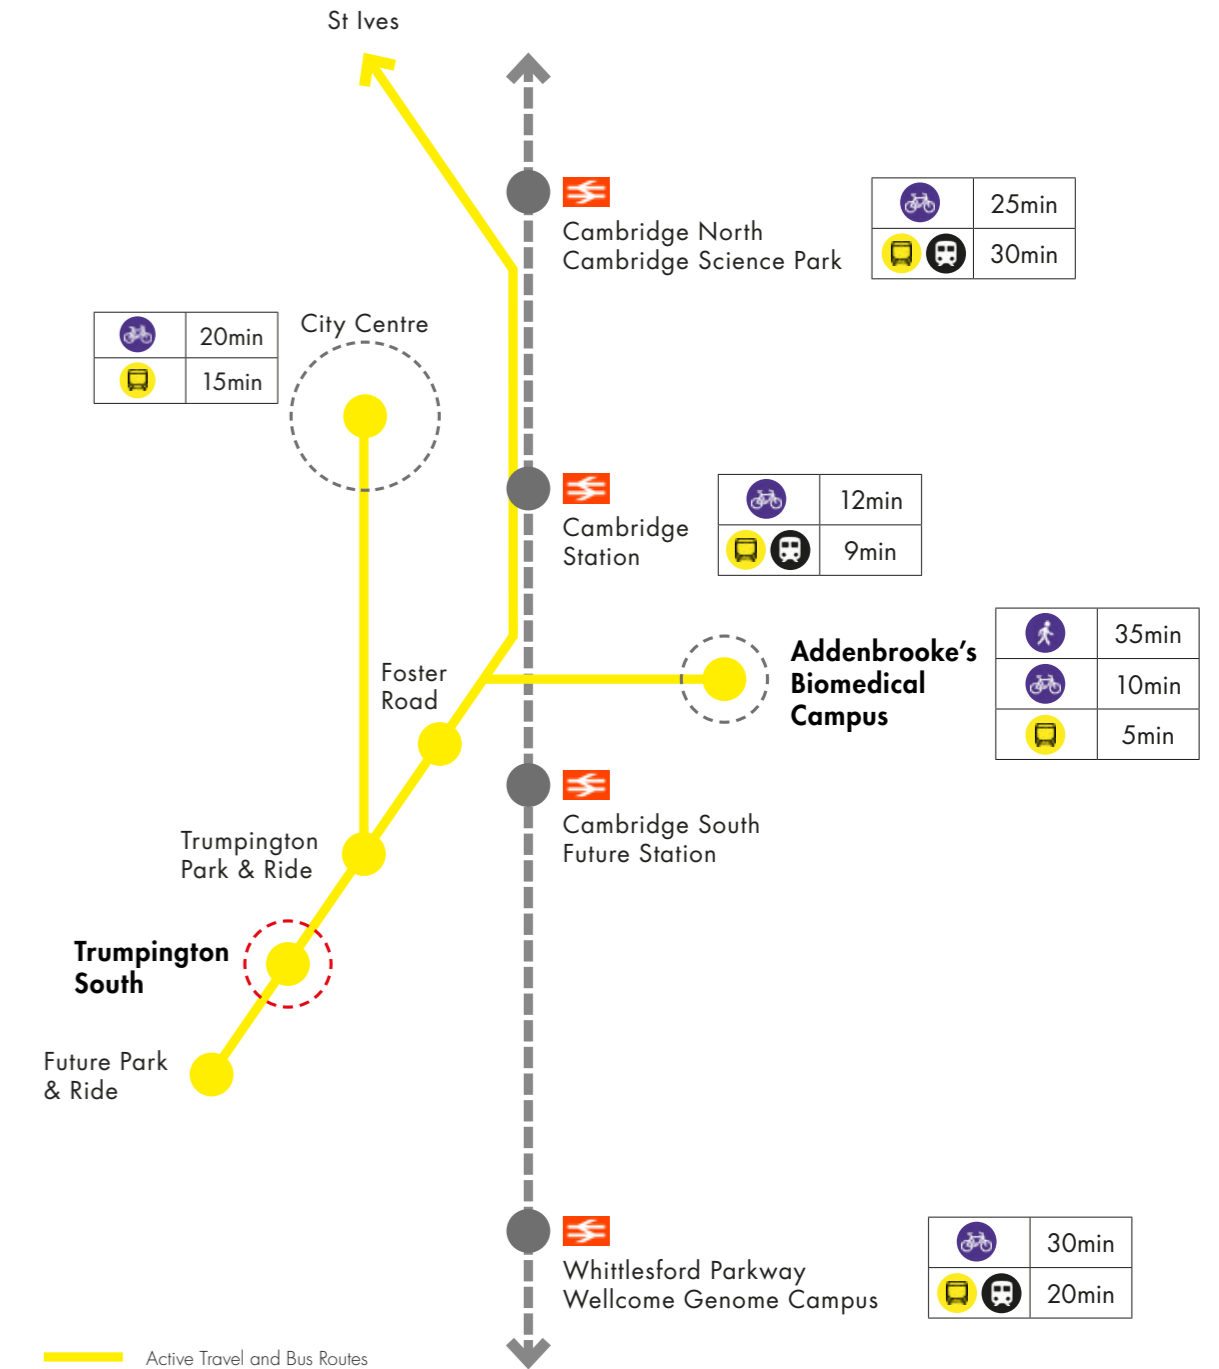 St Ives
Cambridge North
Cambridge Science Park
25min
30min
City Centre
20min
15min
Cambridge
Station
12min
9min
Foster
Road
Addenbrooke's
Biomedical
Campus
35min
10min
5min
Cambridge South
Future Station
Trumpington
Park & Ride
Trumpington
South
Future Park
& Ride
Whittlesford Parkway
Wellcome Genome Campus
30min
20min
Active Travel and Bus Routes